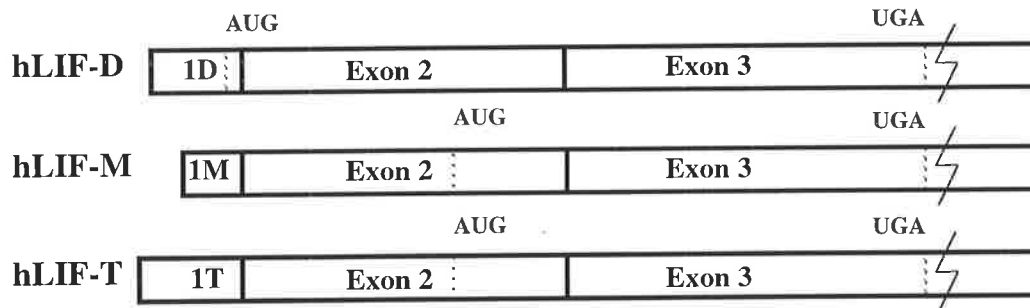 AUG UGA
hLIF-D 1D Exon 2 Exon 3
AUG UGA
hLIF-M 1M Exon 2 Exon 3
AUG UGA
hLIF-T 1T Exon 2 Exon 3